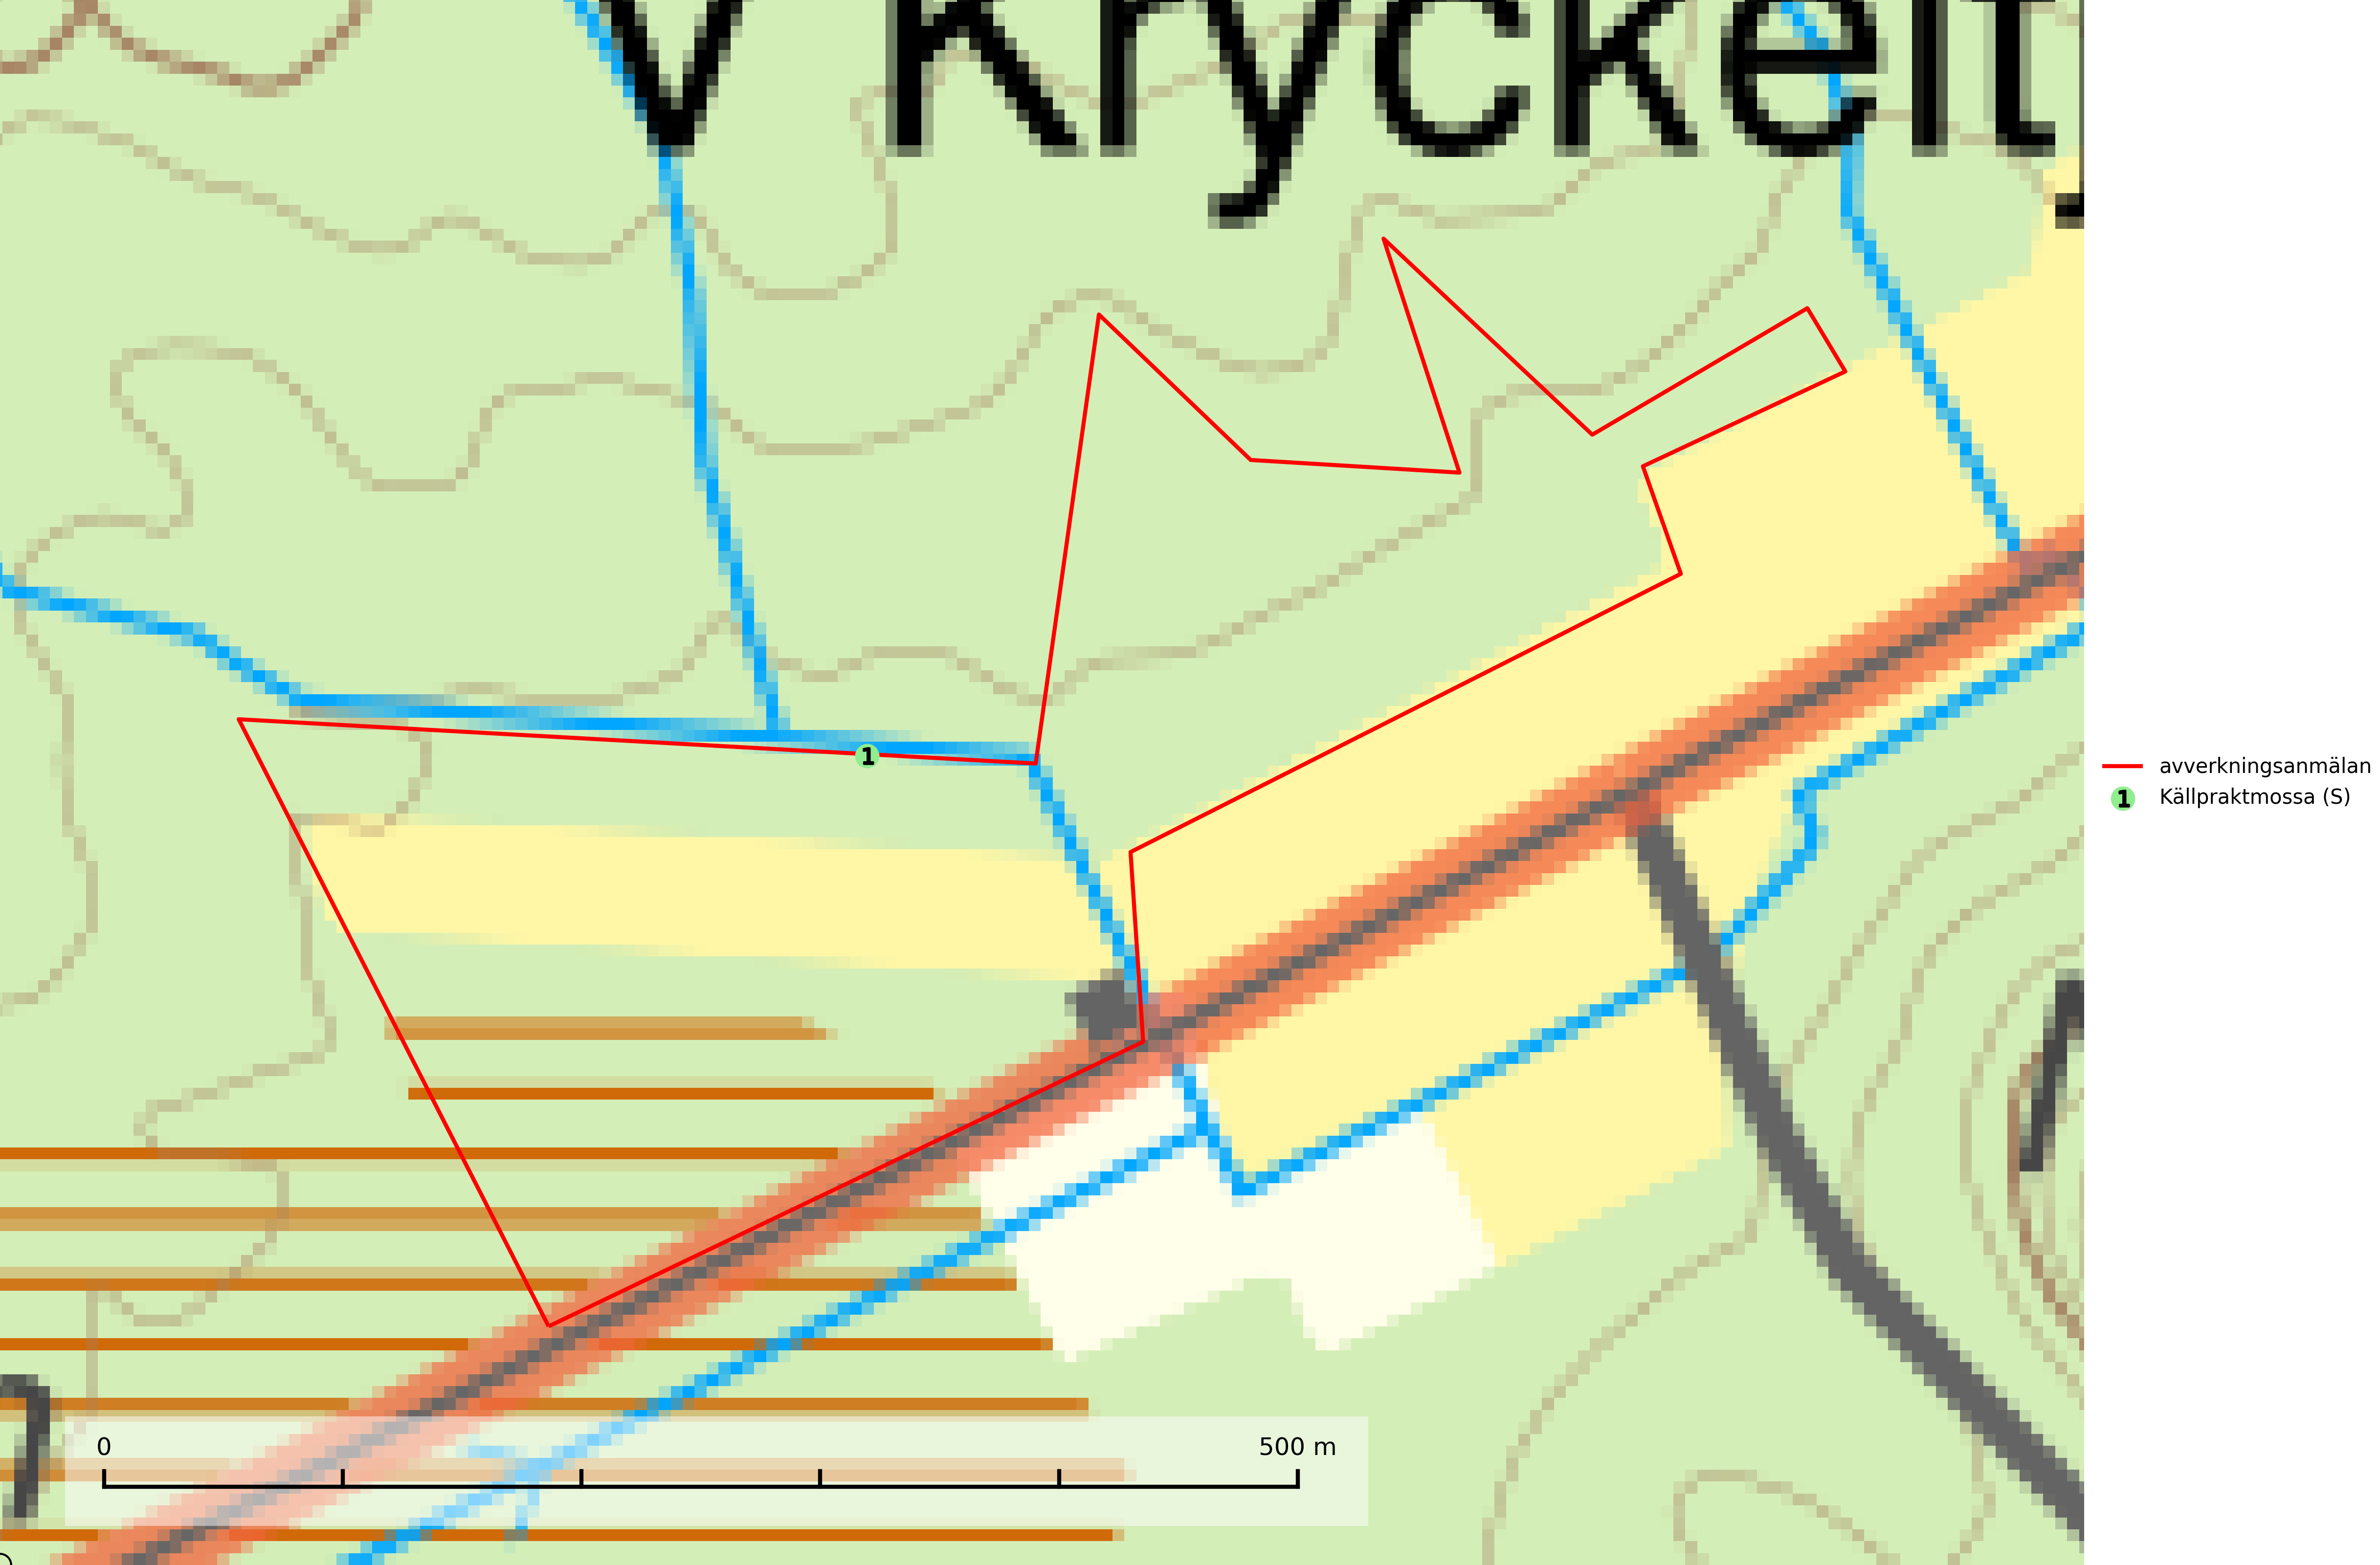 V Kryckelt
1
avverkningsanmälan
1 Källpraktmossa (S)
0 500 m